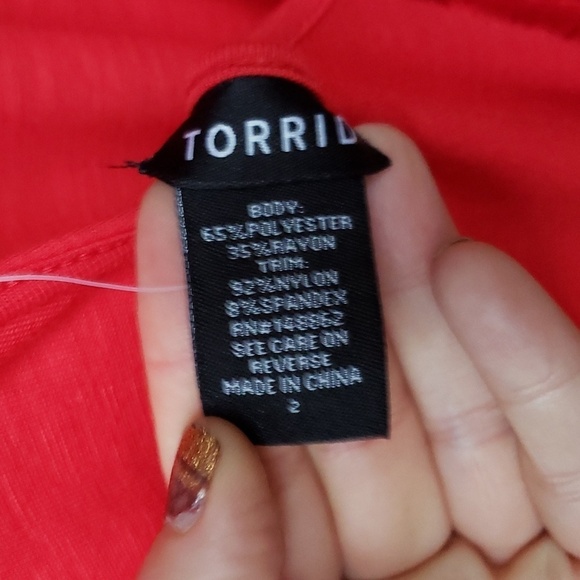 TORRID
BODY:
65%POLYESTER
35%RAYON
TRIM:
92%NYLON
8%SPANDEX
RN#148862
SEE CARE ON
REVERSE
MADE IN CHINA
2